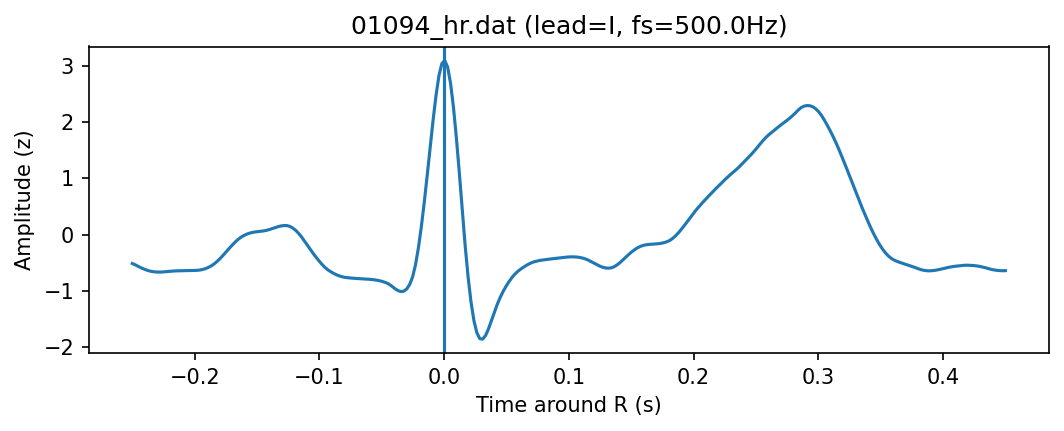 01094_hr.dat (lead=I, fs=500.0Hz)
Amplitude (z)
3
2
1
0
−1
−2
−0.2 −0.1 0.0 0.1 0.2 0.3 0.4
Time around R (s)